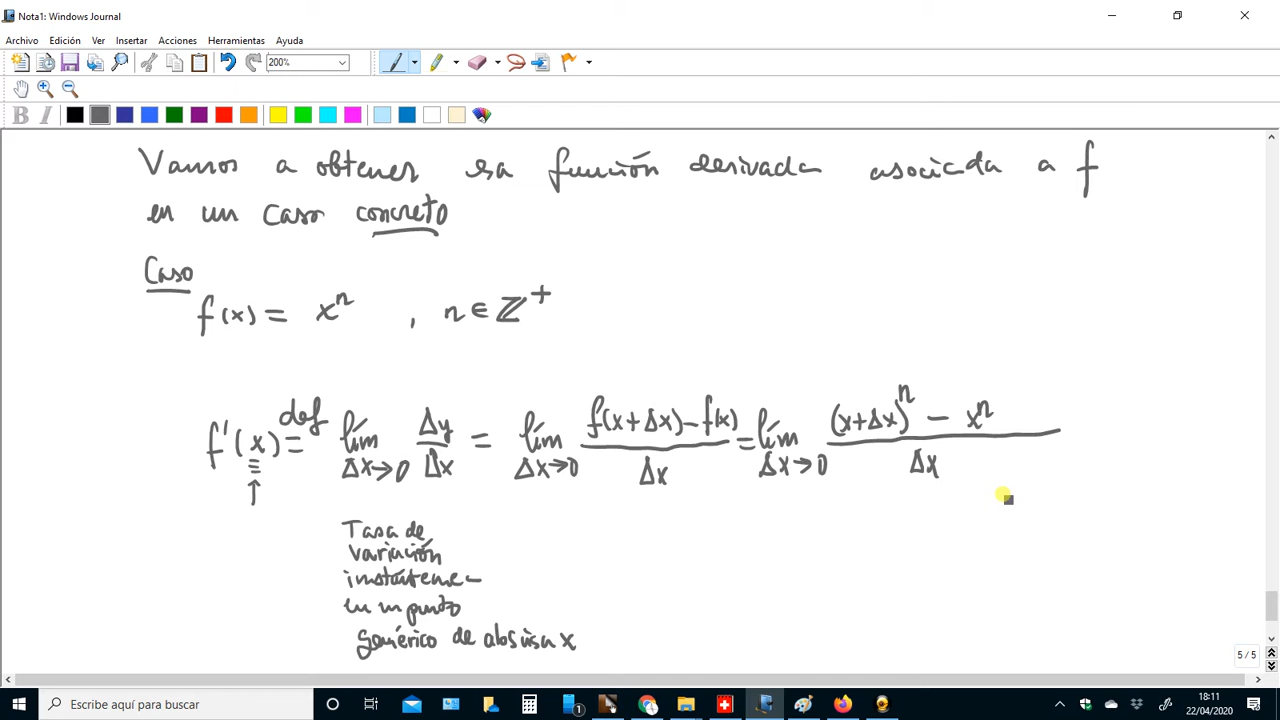 Nota1: Windows Journal
Archivo Edición Ver Insertar Acciones Herramientas Ayuda
200%
B I
Vamos a obtener esa función derivada asociada a f
en un caso concreto
Caso
f(x) = x^n , n ∈ ℤ^+
f'(x) = def lím Δx→0 Δy/Δx = lím Δx→0 (f(x+Δx)-f(x))/Δx = lím Δx→0 ((x+Δx)^n - x^n)/Δx
Tasa de
variación
instantanea
en un punto
genérico de abscisa x
5 / 5
Escribe aquí para buscar
1
18:11
22/04/2020